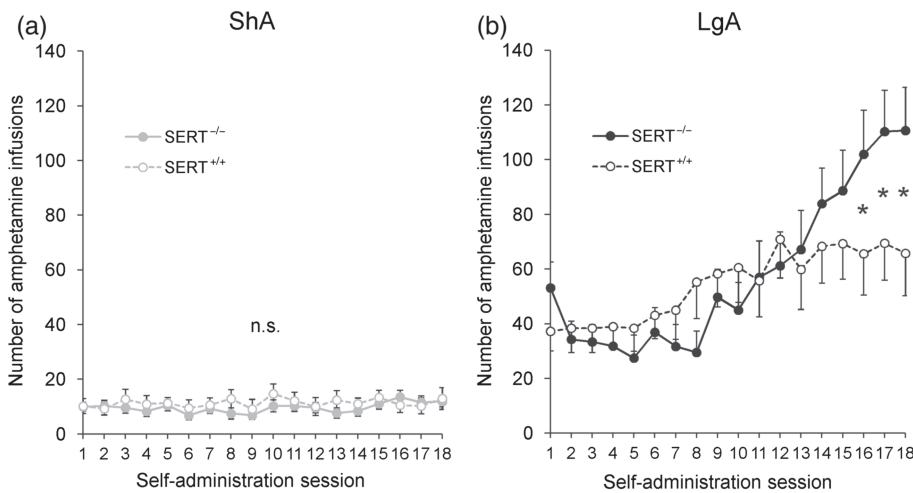 (a)
ShA
Number of amphetamine infusions
140
120
100
80
60
40
20
0
SERT−/−
SERT+/+
n.s.
1 2 3 4 5 6 7 8 9 10 11 12 13 14 15 16 17 18
Self-administration session
(b)
LgA
Number of amphetamine infusions
140
120
100
80
60
40
20
0
SERT−/−
SERT+/+
* * *
1 2 3 4 5 6 7 8 9 10 11 12 13 14 15 16 17 18
Self-administration session